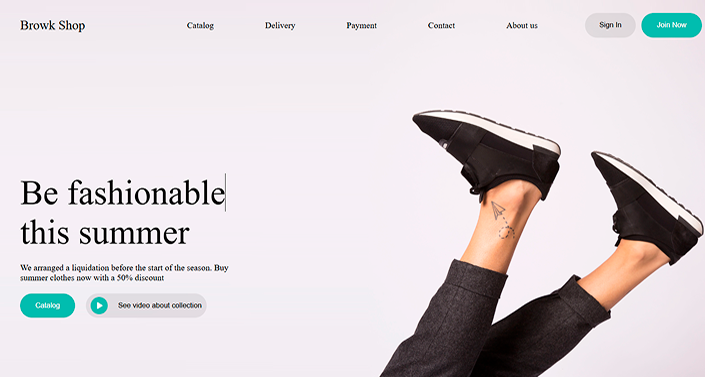 Browk Shop
Catalog
Delivery
Payment
Contact
About us
Sign In
Join Now
Be fashionable
this summer
We arranged a liquidation before the start of the season. Buy
summer clothes now with a 50% discount
Catalog
See video about collection